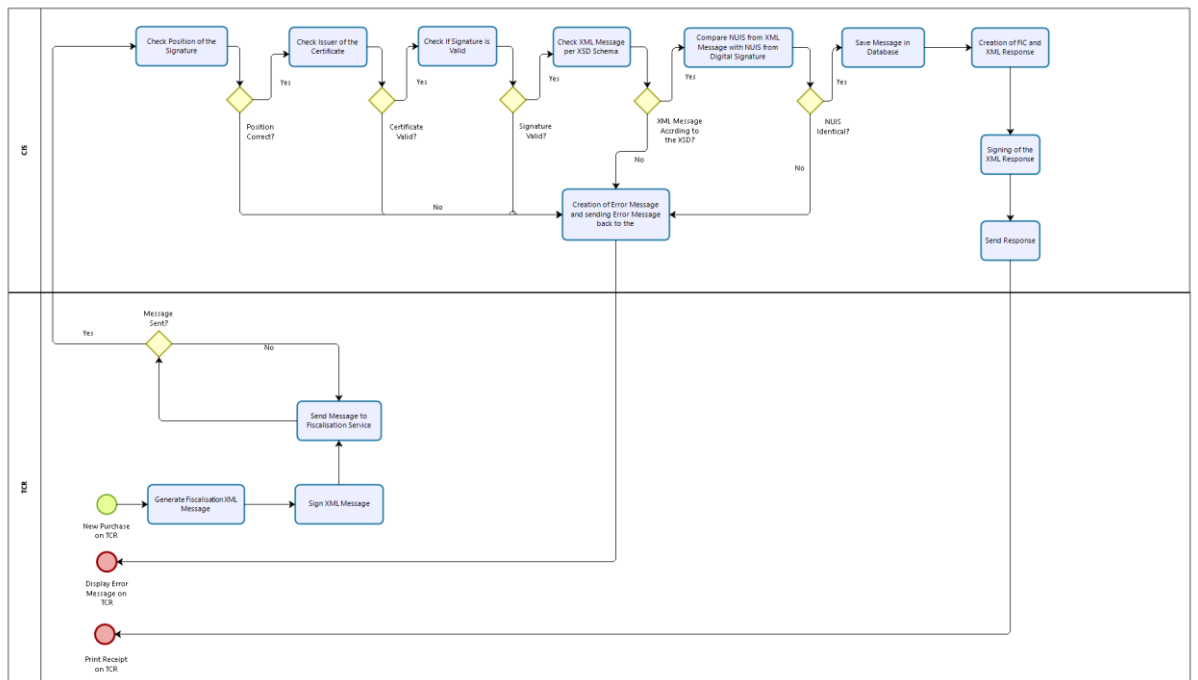 CIS
Check Position of the
Signature
Check Issuer of the
Certificate
Check If Signature is
Valid
Check XML Message
per XSD Schema
Compare NUIS from XML
Message with NUIS from
Digital Signature
Save Message in
Database
Creation of FIC and
XML Response
Yes
Yes
Yes
Yes
Yes
Position
Correct?
Certificate
Valid?
Signature
Valid?
XML Message
Accrding to
the XSD?
NUIS
Identical?
Signing of the
XML Response
No
No
No
Creation of Error Message
and sending Error Message
back to the
Send Response
TCR
Message
Sent?
Yes
No
Send Message to
Fiscalisation Service
Generate Fiscalisation XML
Message
Sign XML Message
New Purchase
on TCR
Display Error
Message on
TCR
Print Receipt
on TCR